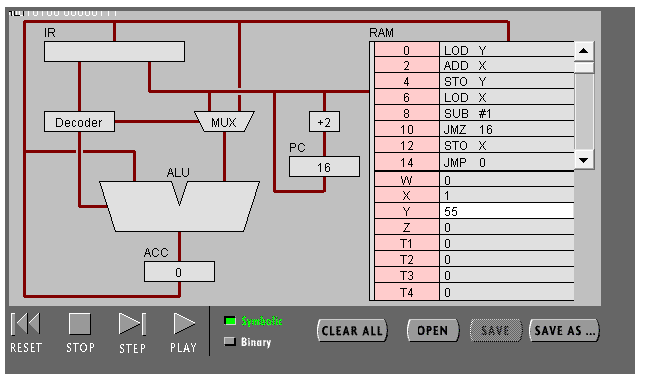 10100 00000111
IR
RAM
0 LOD Y
2 ADD X
4 STO Y
6 LOD X
8 SUB #1
10 JMZ 16
12 STO X
14 JMP 0
Decoder
MUX
+2
PC
16
ALU
W 0
X 1
Y 55
Z 0
T1 0
T2 0
T3 0
T4 0
ACC
0
Symbolic
Binary
RESET STOP STEP PLAY
CLEAR ALL OPEN SAVE SAVE AS ...